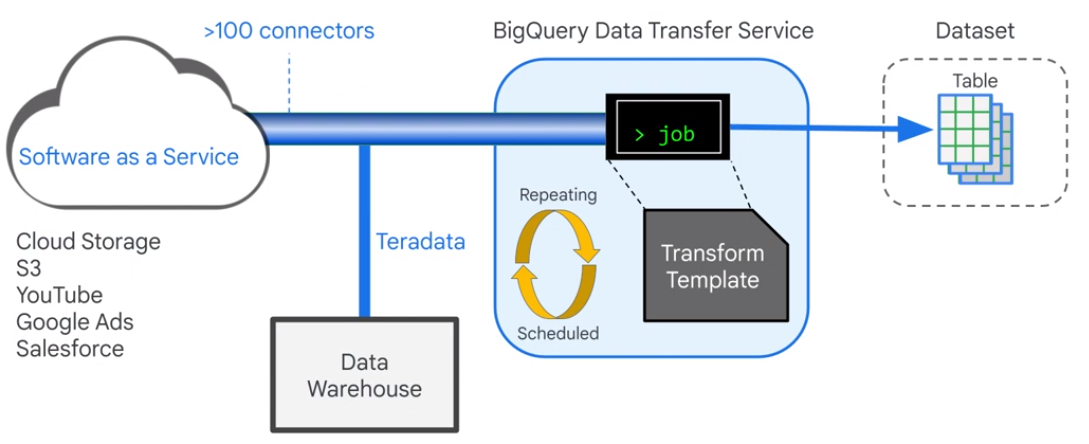 >100 connectors
BigQuery Data Transfer Service
Dataset
Table
Software as a Service
> job
Cloud Storage
S3
YouTube
Google Ads
Salesforce
Teradata
Repeating
Scheduled
Transform
Template
Data
Warehouse